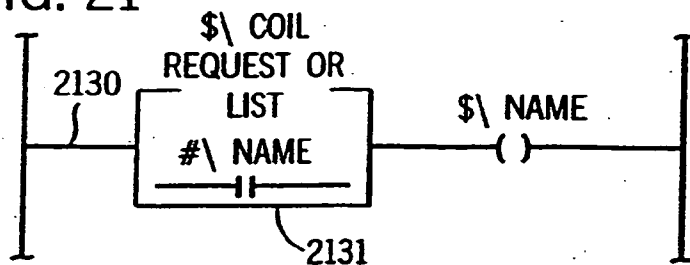 FIG. 21
$\ COIL
REQUEST OR
LIST
2130
$\ NAME
#\ NAME
2131